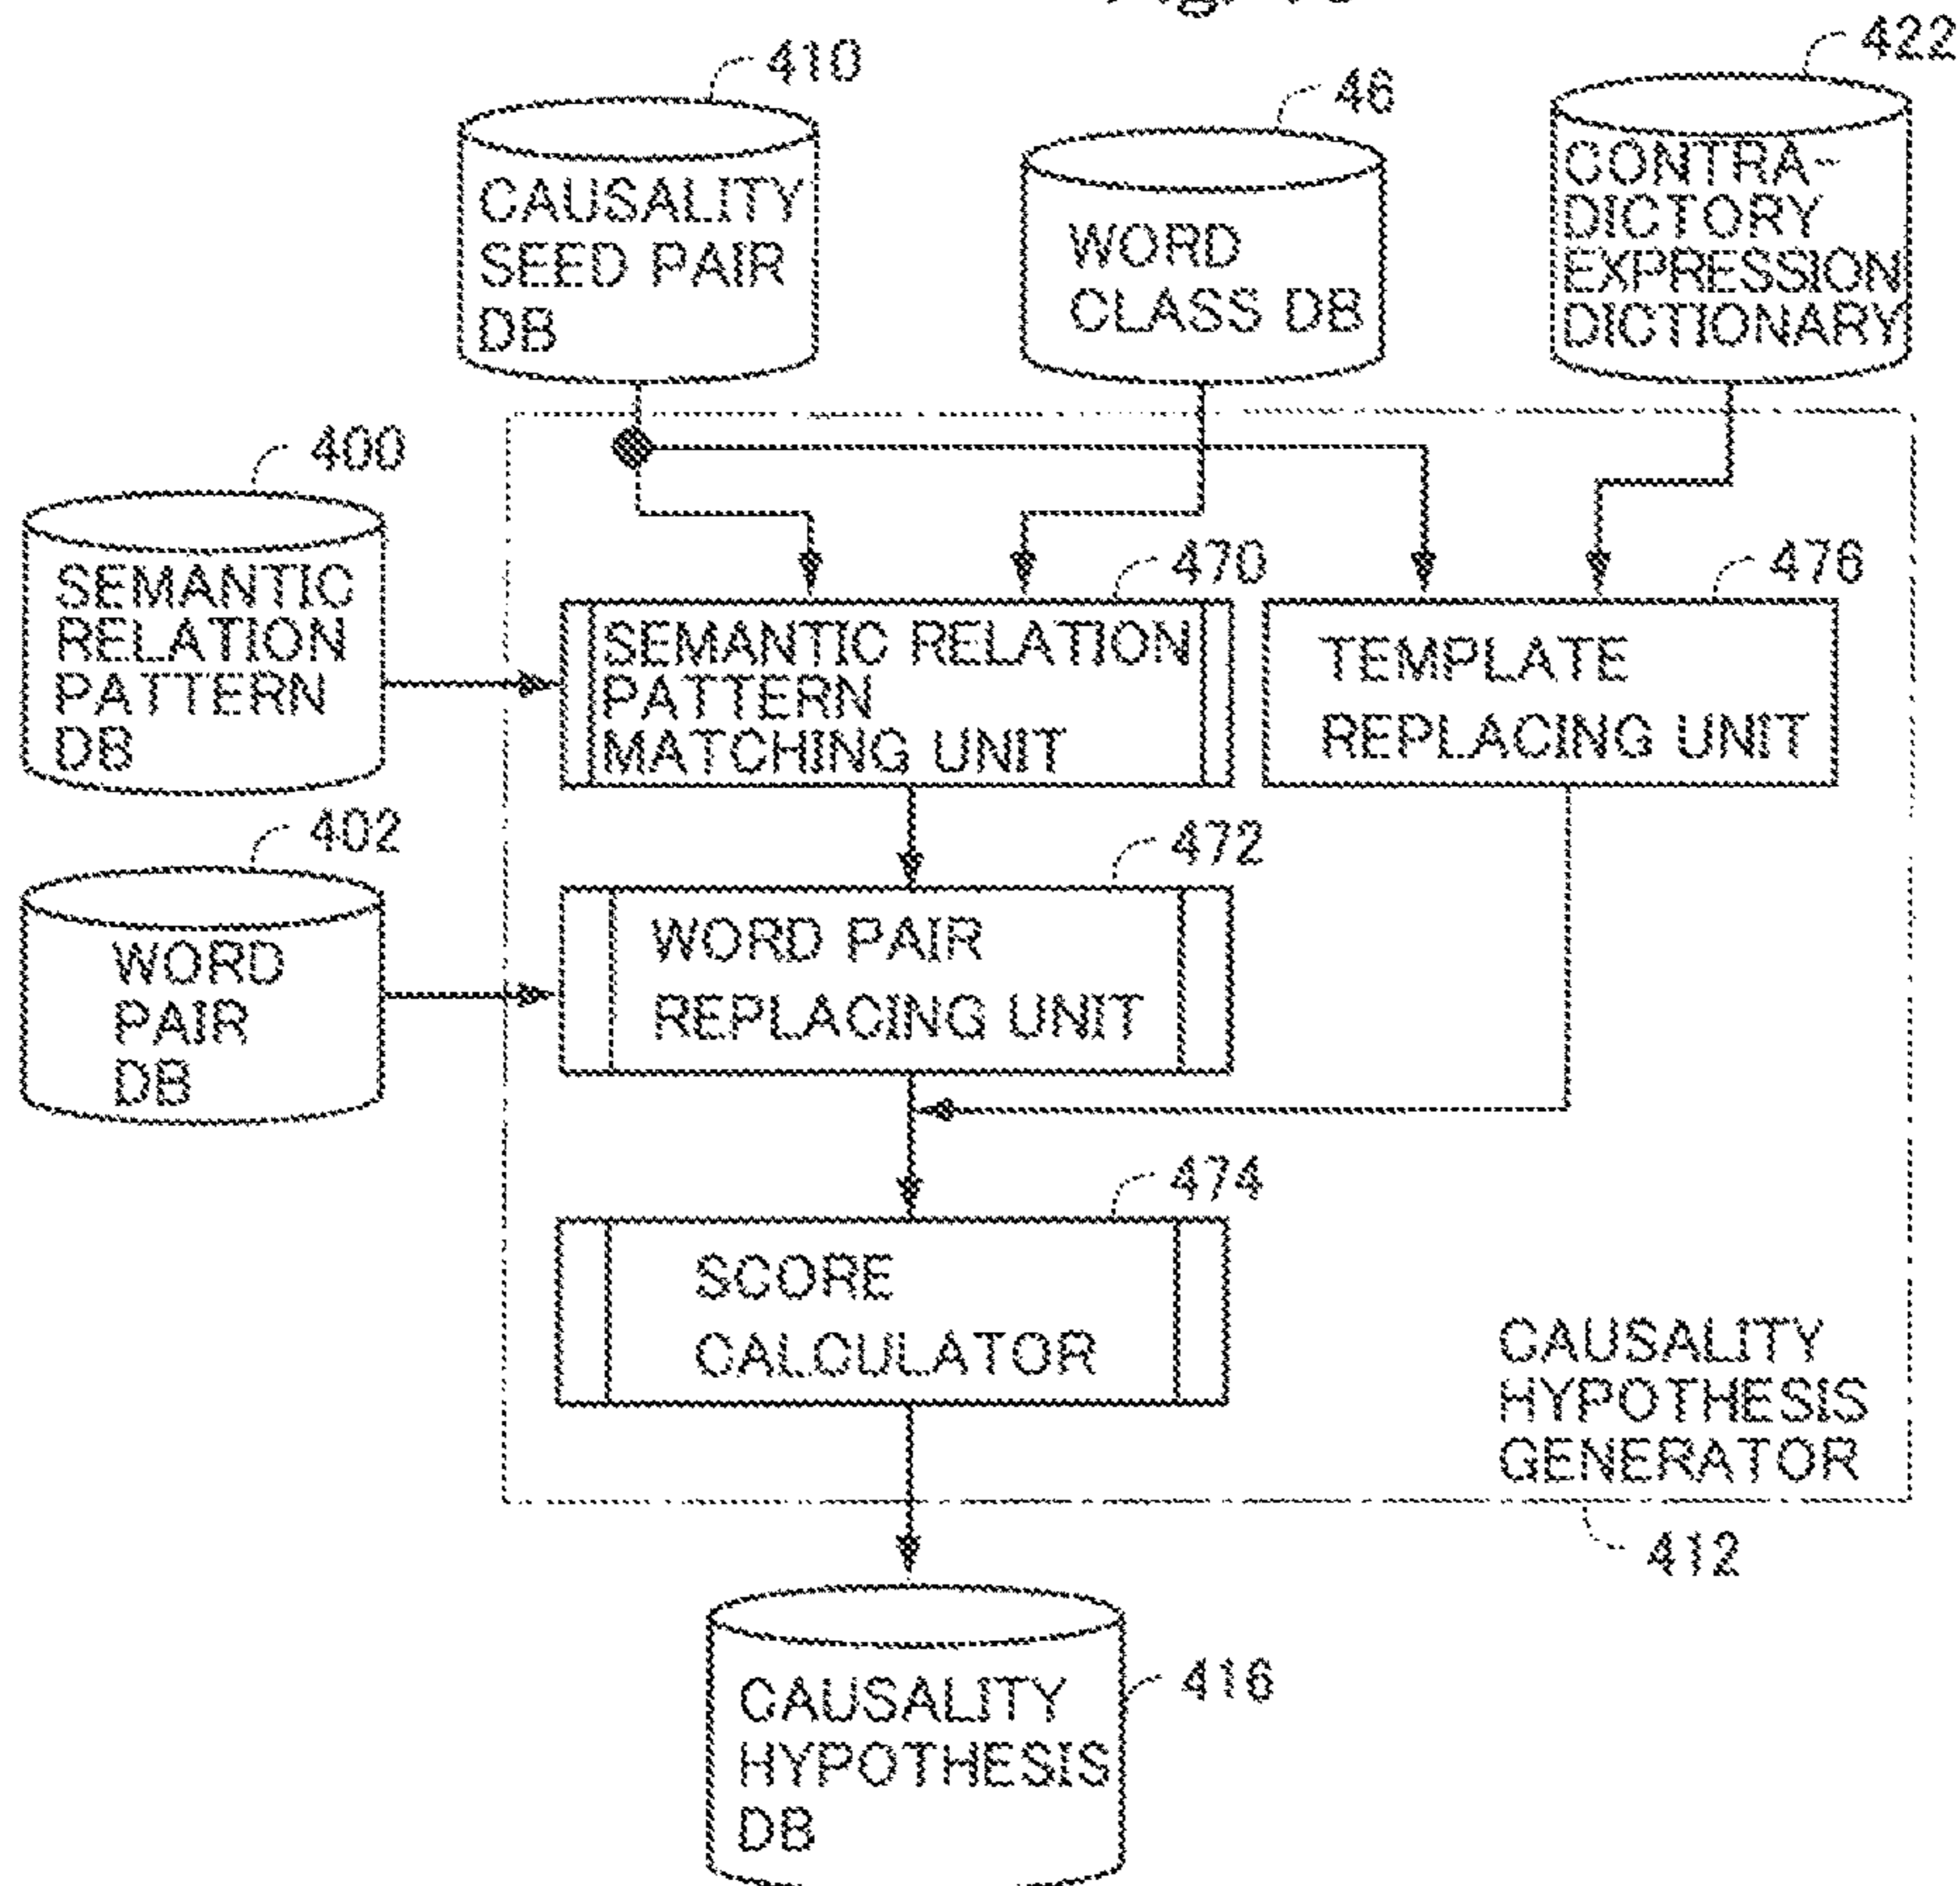 410
46
422
CAUSALITY
SEED PAIR
DB
WORD
CLASS DB
CONTRA-
DICTORY
EXPRESSION
DICTIONARY
400
SEMANTIC
RELATION
PATTERN
DB
470
476
SEMANTIC RELATION
PATTERN
MATCHING UNIT
TEMPLATE
REPLACING UNIT
402
WORD
PAIR
DB
472
WORD PAIR
REPLACING UNIT
474
SCORE
CALCULATOR
CAUSALITY
HYPOTHESIS
GENERATOR
412
416
CAUSALITY
HYPOTHESIS
DB